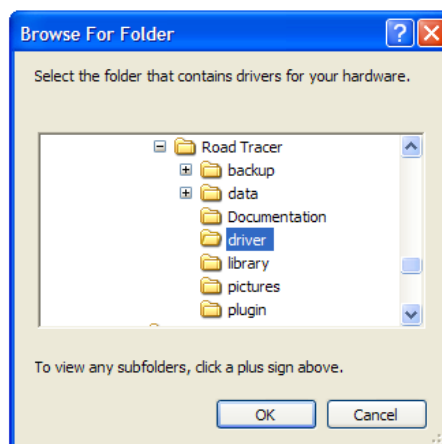 Browse For Folder
Select the folder that contains drivers for your hardware.
Road Tracer
backup
data
Documentation
driver
library
pictures
plugin
To view any subfolders, click a plus sign above.
OK Cancel